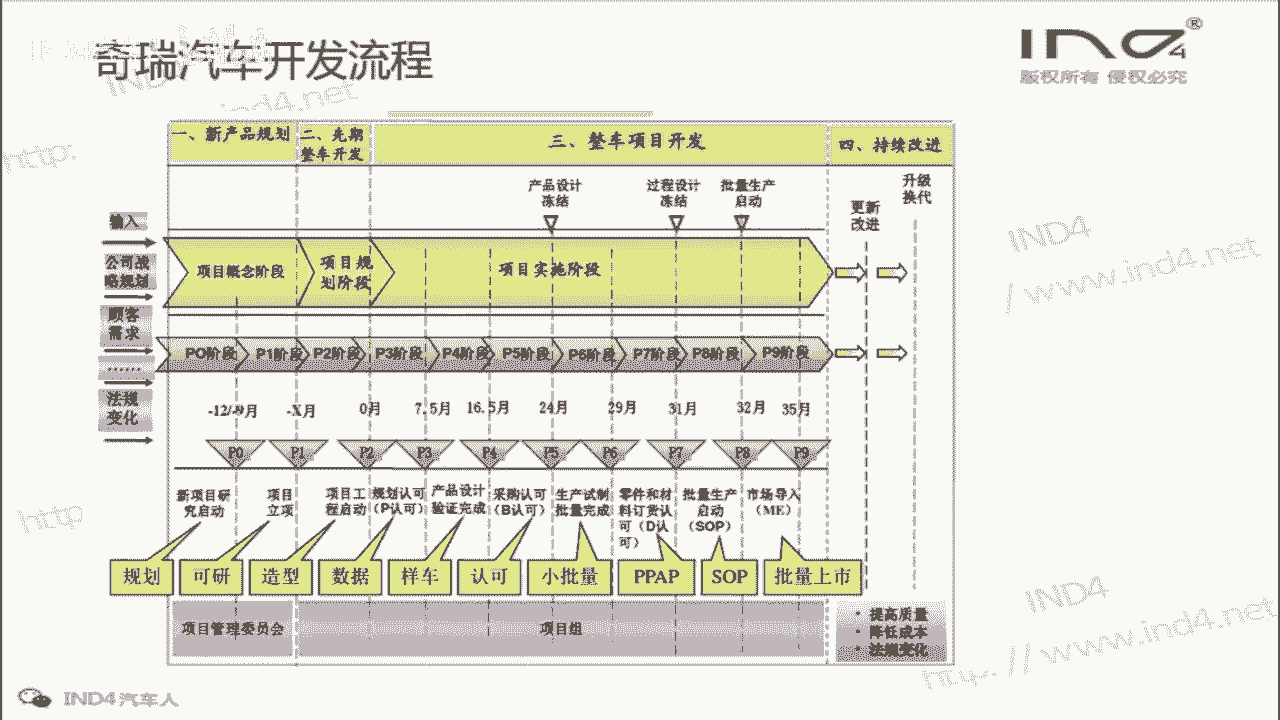 奇瑞汽车开发流程
IND4®
版权所有 侵权必究
一、新产品规划
二、先期
整车开发
三、整车项目开发
四、持续改进
产品设计
冻结
过程设计
冻结
批量生产
启动
更新
改进
升级
换代
输入
公司战
略规划
顾客
需求
……
法规
变化
项目概念阶段
项目规
划阶段
项目实施阶段
P0阶段
P1阶段
P2阶段
P3阶段
P4阶段
P5阶段
P6阶段
P7阶段
P8阶段
P9阶段
-12/-9月
-X月
0月
7.5月
16.5月
24月
29月
31月
32月
35月
P0
P1
P2
P3
P4
P5
P6
P7
P8
P9
新项目研
究启动
项目
立项
项目工
程启动
规划认可
（P认可）
产品设计
验证完成
采购认可
（B认可）
生产试制
批量完成
零件和材
料订货认
可（D认
可）
批量生产
启动
（SOP）
市场导入
（ME）
规划
可研
造型
数据
样车
认可
小批量
PPAP
SOP
批量上市
项目管理委员会
项目组
• 提高质量
• 降低成本
• 法规变化
IND4汽车人
IND4
/ www.ind4.net
IND4
http://www.ind4.net
http:
ind4.net
http